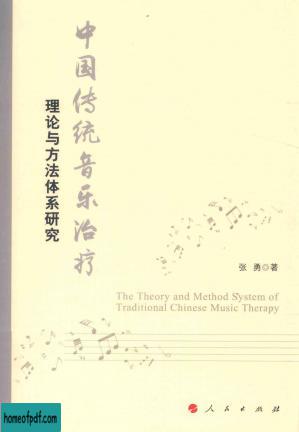 中国传统音乐治疗
理论与方法体系研究
张 勇◎著
The Theory and Method System of
Traditional Chinese Music Therapy
人民出版社
homeofpdf.com